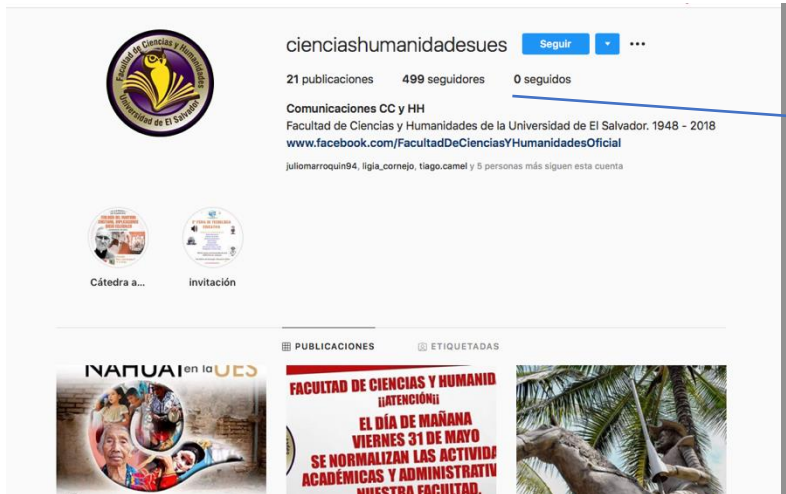 Facultad de Ciencias y Humanidades
Universidad de El Salvador
cienciashumanidadesues Seguir
21 publicaciones 499 seguidores 0 seguidos
Comunicaciones CC y HH
Facultad de Ciencias y Humanidades de la Universidad de El Salvador. 1948 - 2018
www.facebook.com/FacultadDeCienciasYHumanidadesOficial
juliomarroquin94, ligia_cornejo, tiago.camel y 5 personas más siguen esta cuenta
Cátedra a... invitación
PUBLICACIONES ETIQUETADAS
NAHUAT en la UES
FACULTAD DE CIENCIAS Y HUMANID
¡¡ATENCIÓN¡¡
EL DÍA DE MAÑANA
VIERNES 31 DE MAYO
SE NORMALIZAN LAS ACTIVIDA
ACADÉMICAS Y ADMINISTRATIV
NUESTRA FACULTAD.